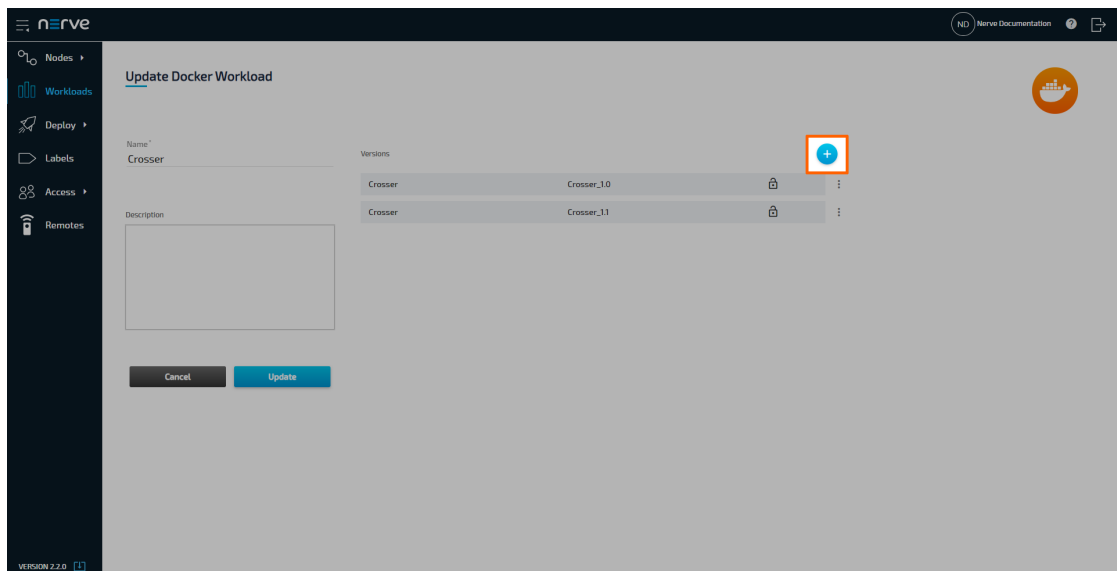 nerve
ND Nerve Documentation ?
Nodes
Workloads
Deploy
Labels
Access
Remotes
Update Docker Workload
Name*
Crosser
Description
Cancel Update
Versions
Crosser Crosser_1.0
Crosser Crosser_1.1
VERSION 2.2.0